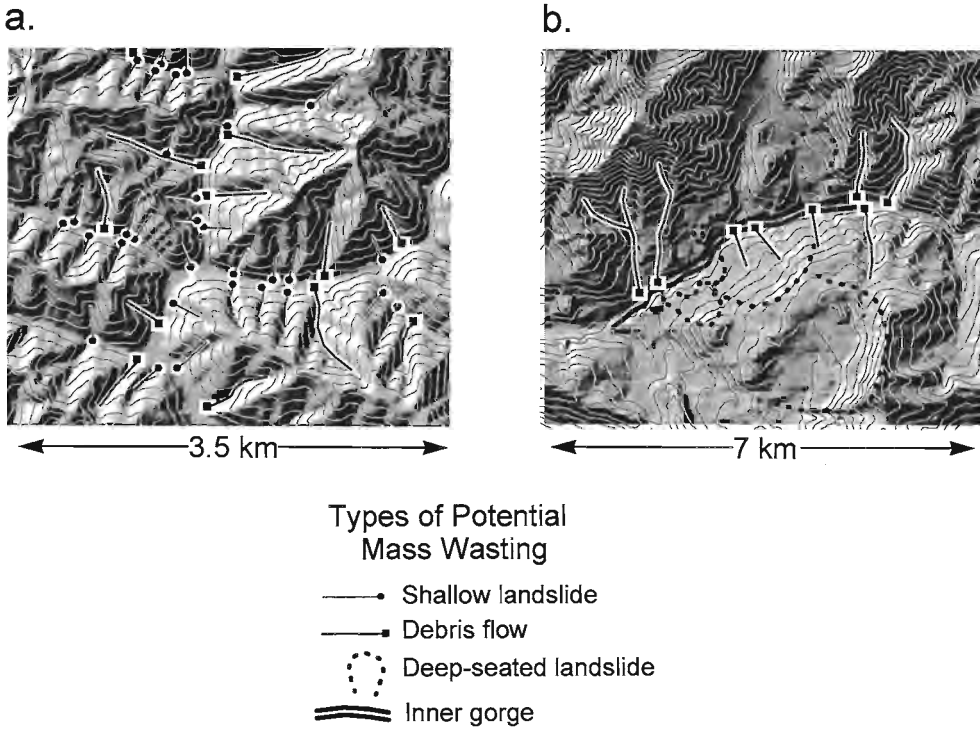 a.
b.
3.5 km
7 km
Types of Potential
Mass Wasting
Shallow landslide
Debris flow
Deep-seated landslide
Inner gorge